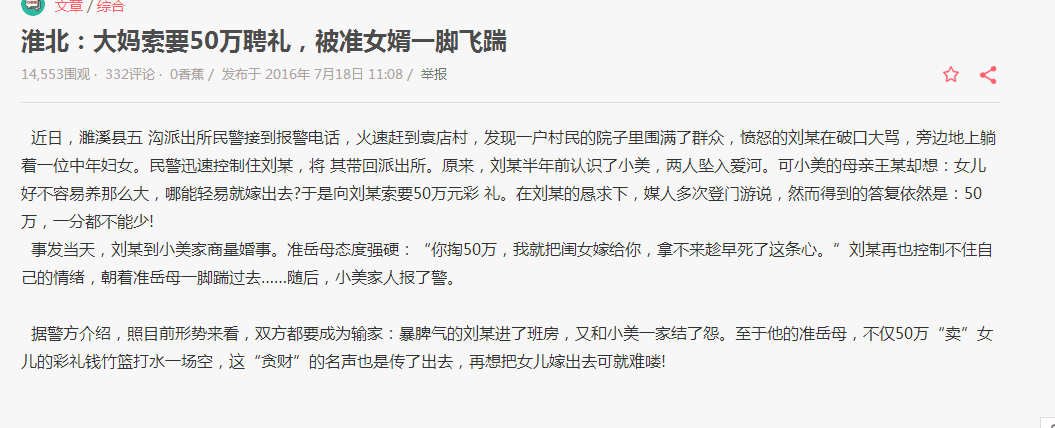 文章 / 综合
淮北：大妈索要50万聘礼，被准女婿一脚飞踹
14,553围观 · 332评论 · 0香蕉 / 发布于 2016年 7月18日 11:08 / 举报
近日，濉溪县五 沟派出所民警接到报警电话，火速赶到袁店村，发现一户村民的院子里围满了群众，愤怒的刘某在破口大骂，旁边地上躺
着一位中年妇女。民警迅速控制住刘某，将 其带回派出所。原来，刘某半年前认识了小美，两人坠入爱河。可小美的母亲王某却想：女儿
好不容易养那么大，哪能轻易就嫁出去?于是向刘某索要50万元彩 礼。在刘某的恳求下，媒人多次登门游说，然而得到的答复依然是：50
万，一分都不能少!
事发当天，刘某到小美家商量婚事。准岳母态度强硬：“你掏50万，我就把闺女嫁给你，拿不来趁早死了这条心。”刘某再也控制不住自
己的情绪，朝着准岳母一脚踹过去......随后，小美家人报了警。
据警方介绍，照目前形势来看，双方都要成为输家：暴脾气的刘某进了班房，又和小美一家结了怨。至于他的准岳母，不仅50万“卖”女
儿的彩礼钱竹篮打水一场空，这“贪财”的名声也是传了出去，再想把女儿嫁出去可就难喽!